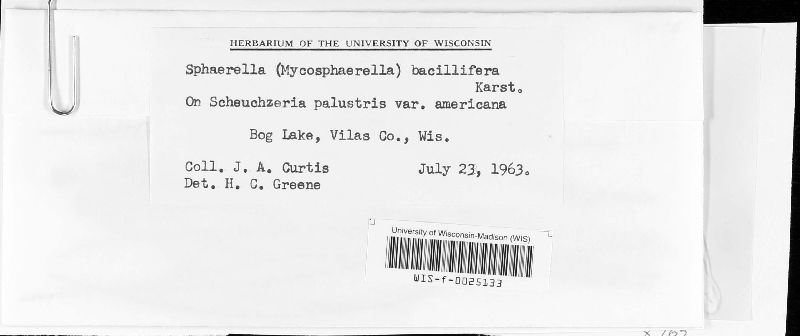 HERBARIUM OF THE UNIVERSITY OF WISCONSIN
Sphaerella (Mycosphaerella) bacillifera
Karst.
On Scheuchzeria palustris var. americana
Bog Lake, Vilas Co., Wis.
Coll. J. A. Curtis July 23, 1963.
Det. H. C. Greene
University of Wisconsin-Madison (WIS)
WIS-f-0025133